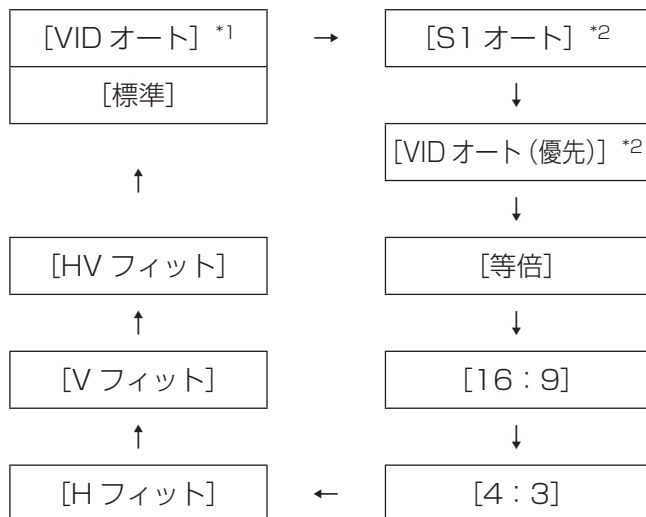 [VID オート] *1
→
[S1 オート] *2
[標準]
↓
[VID オート (優先)] *2
↑
↓
[HV フィット]
[等倍]
↑
↓
[V フィット]
[16：9]
↑
↓
[H フィット]
←
[4：3]